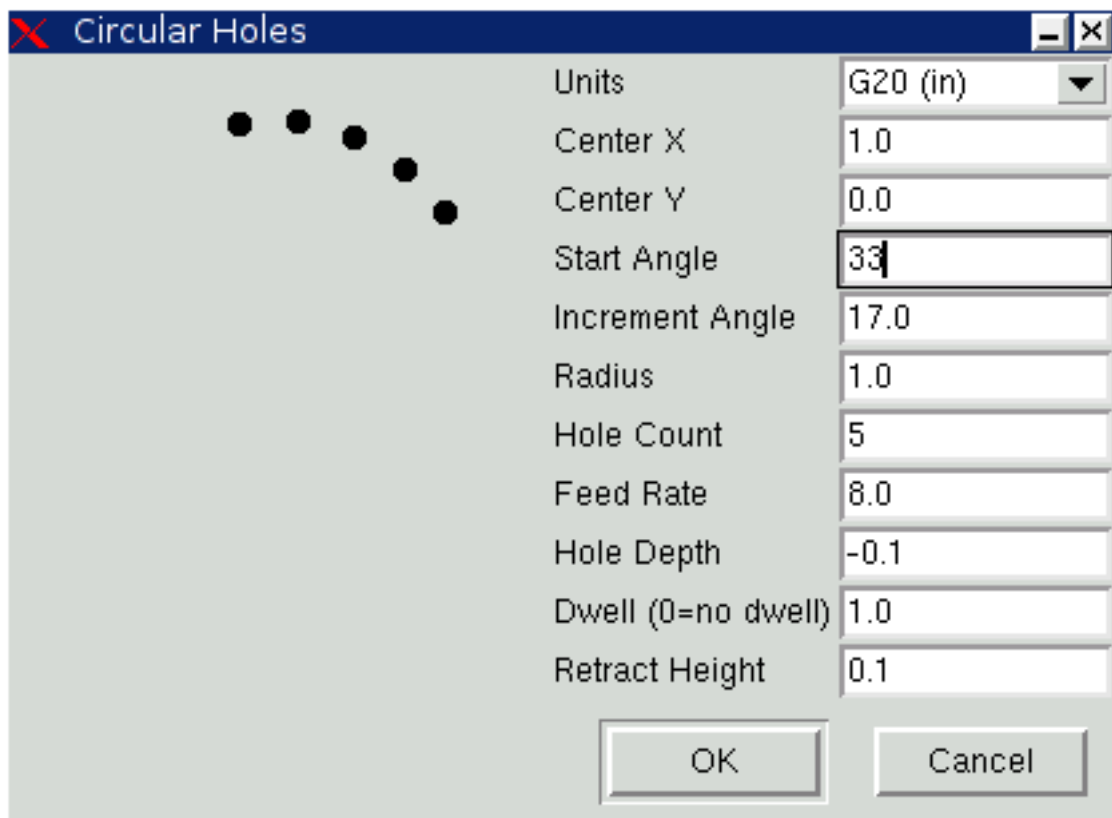 Circular Holes
Units G20 (in)
Center X 1.0
Center Y 0.0
Start Angle 33
Increment Angle 17.0
Radius 1.0
Hole Count 5
Feed Rate 8.0
Hole Depth -0.1
Dwell (0=no dwell) 1.0
Retract Height 0.1
OK Cancel